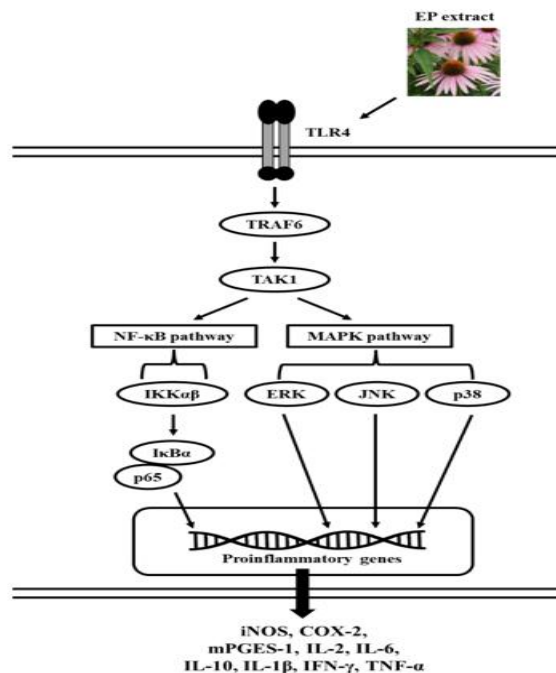 EP extract
TLR4
TRAF6
TAK1
NF-κB pathway
MAPK pathway
IKKαβ
ERK
JNK
p38
IκBα
p65
Proinflammatory genes
iNOS, COX-2,
mPGES-1, IL-2, IL-6,
IL-10, IL-1β, IFN-γ, TNF-α